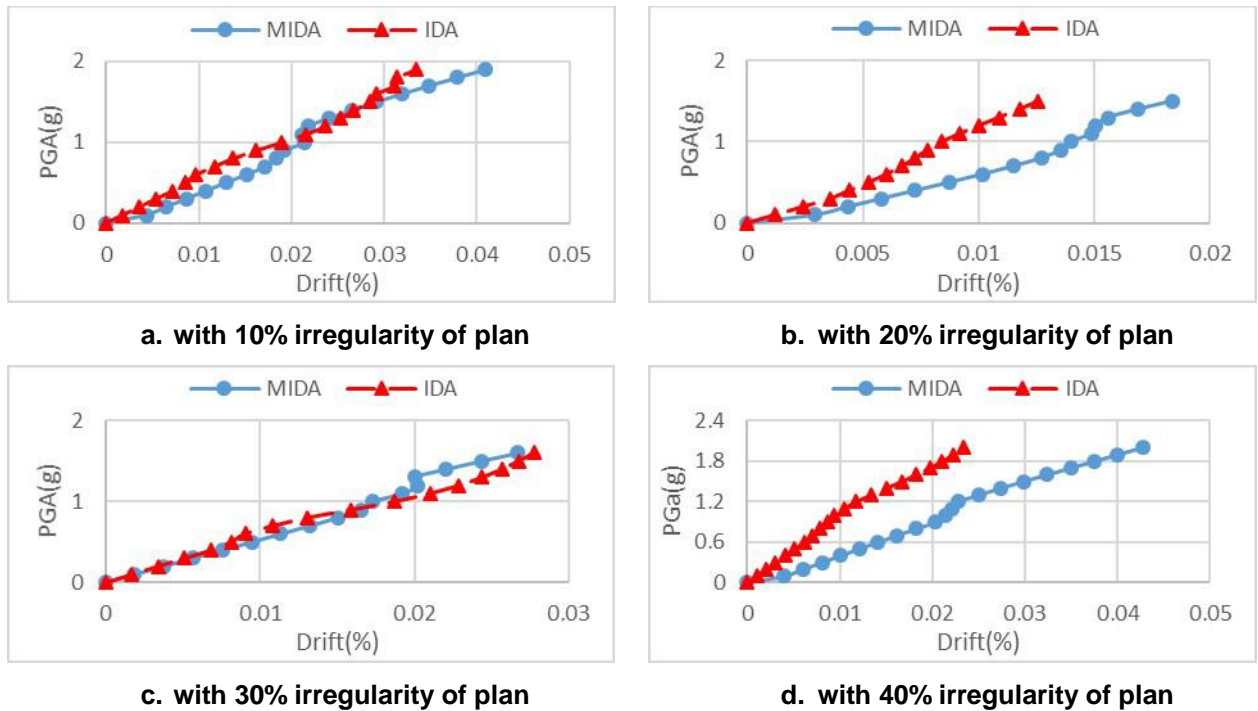 MIDA IDA
PGA(g)
2
1
0
0 0.01 0.02 0.03 0.04 0.05
Drift(%)
a. with 10% irregularity of plan
MIDA IDA
PGA(g)
2
1
0
0 0.005 0.01 0.015 0.02
Drift(%)
b. with 20% irregularity of plan
MIDA IDA
PGA(g)
2
1
0
0 0.01 0.02 0.03
Drift(%)
c. with 30% irregularity of plan
MIDA IDA
PGa(g)
2.4
1.8
1.2
0.6
0
0 0.01 0.02 0.03 0.04 0.05
Drift(%)
d. with 40% irregularity of plan